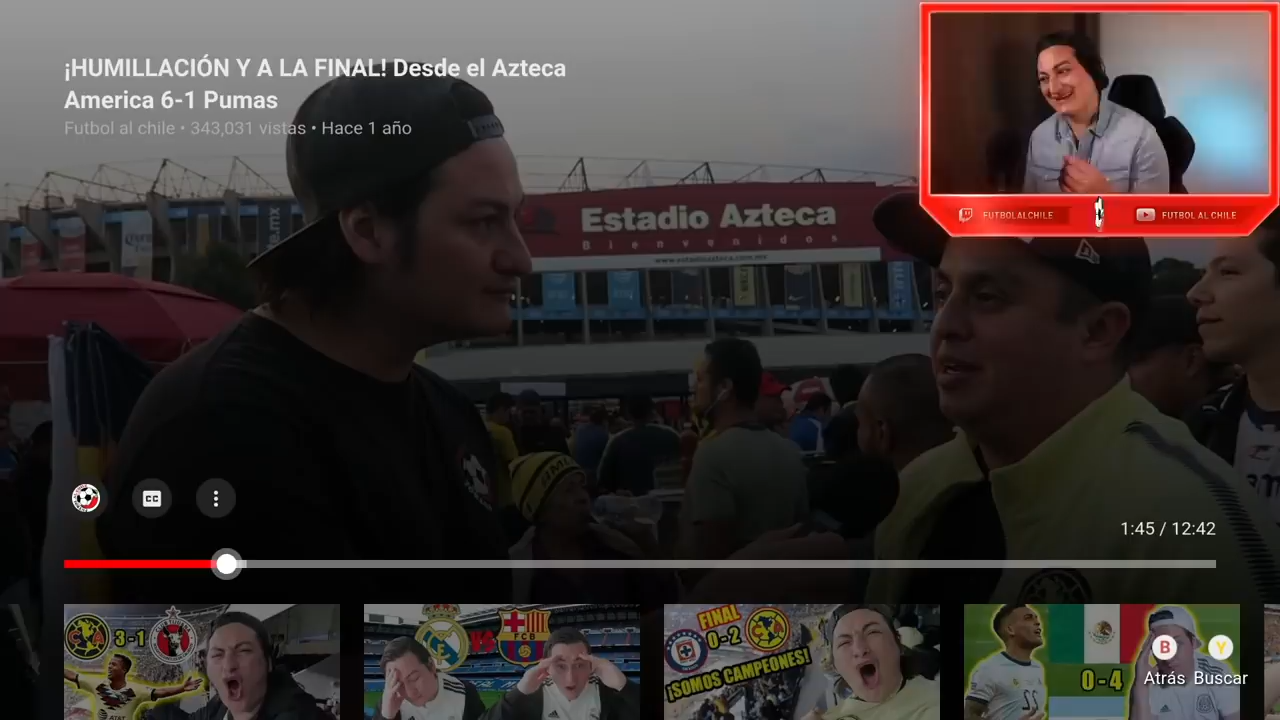 ¡HUMILLACIÓN Y A LA FINAL! Desde el Azteca
America 6-1 Pumas
Futbol al chile • 343,031 vistas • Hace 1 año
FUTBOLALCHILE
FUTBOL AL CHILE
Estadio Azteca
Bienvenidos
www.estadioazteca.com.mx
CC
1:45 / 12:42
3-1
VS
FCB
FINAL
0-2
¡SOMOS CAMPEONES!
0-4
B
Y
Atrás
Buscar